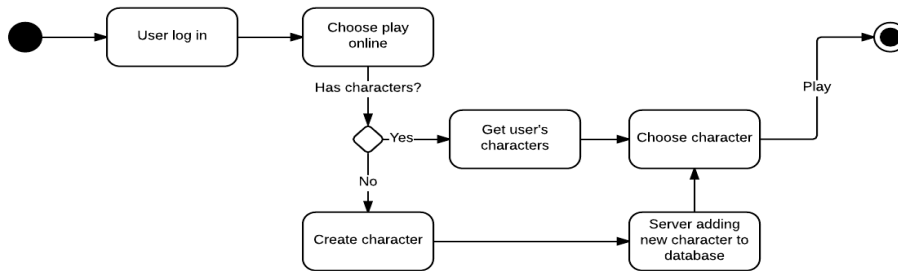 User log in
Choose play
online
Has characters?
Play
Yes
Get user's
characters
Choose character
No
Create character
Server adding
new character to
database